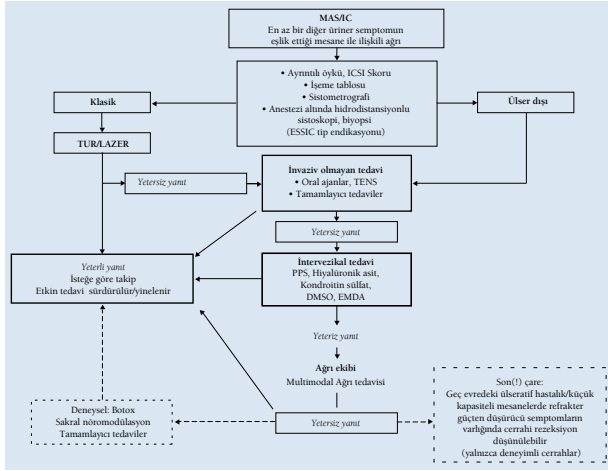 MAS/IC
En az bir diğer üriner semptomun
eşlik ettiği mesane ile ilişkili ağrı
• Ayrıntılı öykü, ICSI Skoru
• İşeme tablosu
• Sistometrografi
• Anestezi altında hidrodistansiyonlu
sistoskopi, biyopsi
(ESSIC tip endikasyonu)
Klasik
Ülser dışı
TUR/LAZER
İnvaziv olmayan tedavi
• Oral ajanlar, TENS
• Tamamlayıcı tedaviler
Yetersiz yanıt
Yetersiz yanıt
Yeterli yanıt
İsteğe göre takip
Etkin tedavi sürdürülür/yinelenir
İntervezikal tedavi
PPS, Hiyalüronik asit,
Kondroitin sülfat,
DMSO, EMDA
Yeteriz yanıt
Ağrı ekibi
Multimodal Ağrı tedavisi
Deneysel: Botox
Sakral nöromodülasyon
Tamamlayıcı tedaviler
Yetersiz yanıt
Son(!) çare:
Geç evredeki ülseratif hastalık/küçük
kapasiteli mesanelerde refrakter
güçten düşürücü semptomların
varlığında cerrahi rezeksiyon
düşünülebilir
(yalnızca deneyimli cerrahlar)